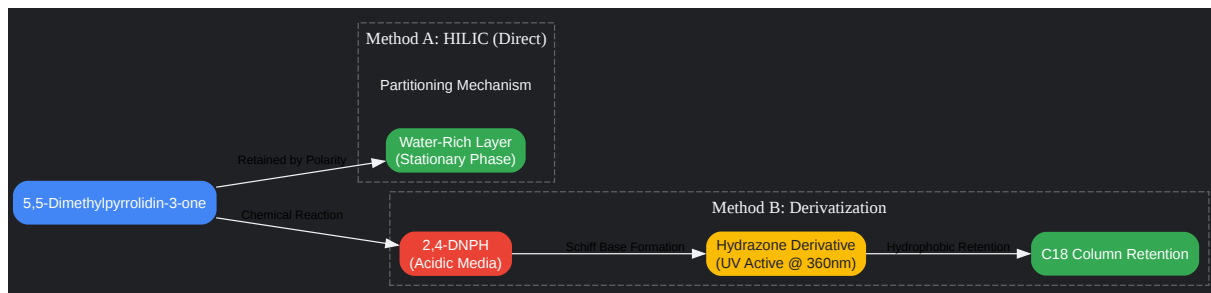 Method A: HILIC (Direct)
Partitioning Mechanism
Water-Rich Layer
(Stationary Phase)
Retained by Polarity
5,5-Dimethylpyrrolidin-3-one
Chemical Reaction
Method B: Derivatization
2,4-DNPH
(Acidic Media)
Schiff Base Formation
Hydrazone Derivative
(UV Active @ 360nm)
Hydrophobic Retention
C18 Column Retention